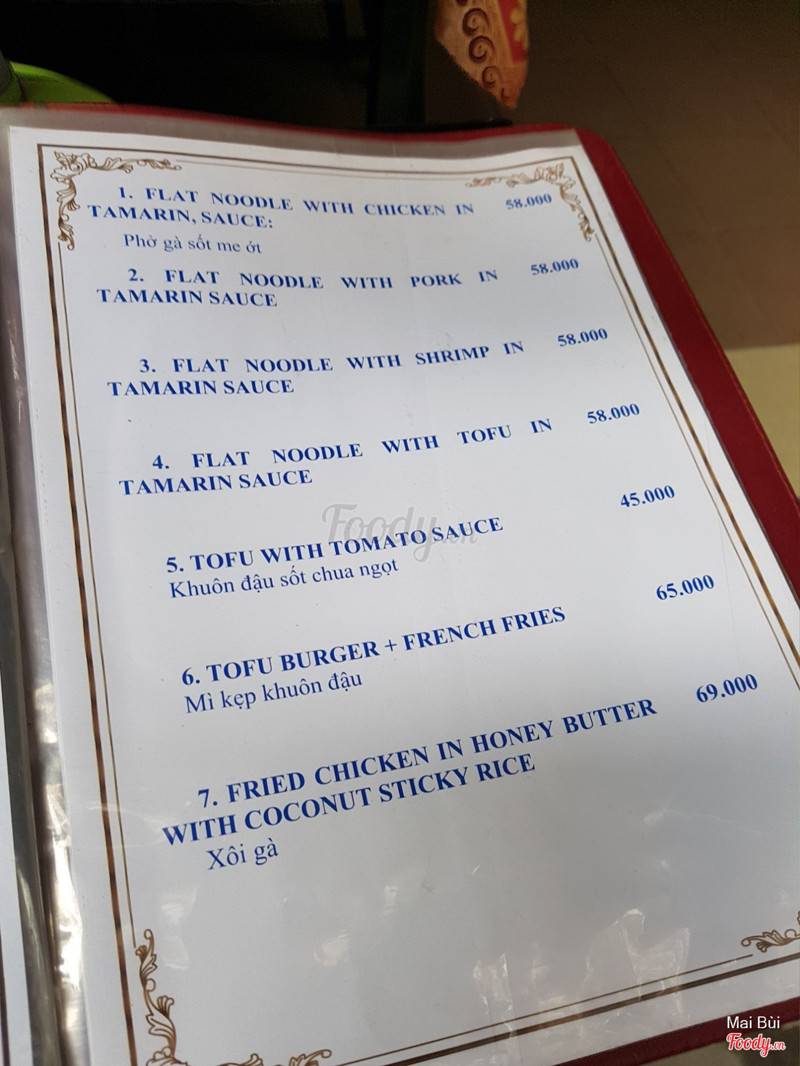 1. FLAT NOODLE WITH CHICKEN IN 58.000
TAMARIN, SAUCE:
Phở gà sốt me ớt
2. FLAT NOODLE WITH PORK IN 58.000
TAMARIN SAUCE
3. FLAT NOODLE WITH SHRIMP IN 58.000
TAMARIN SAUCE
4. FLAT NOODLE WITH TOFU IN 58.000
TAMARIN SAUCE
5. TOFU WITH TOMATO SAUCE 45.000
Khuôn đậu sốt chua ngọt
6. TOFU BURGER + FRENCH FRIES 65.000
Mì kẹp khuôn đậu
7. FRIED CHICKEN IN HONEY BUTTER 69.000
WITH COCONUT STICKY RICE
Xôi gà
Foody.vn
Mai Bùi
Foody.vn